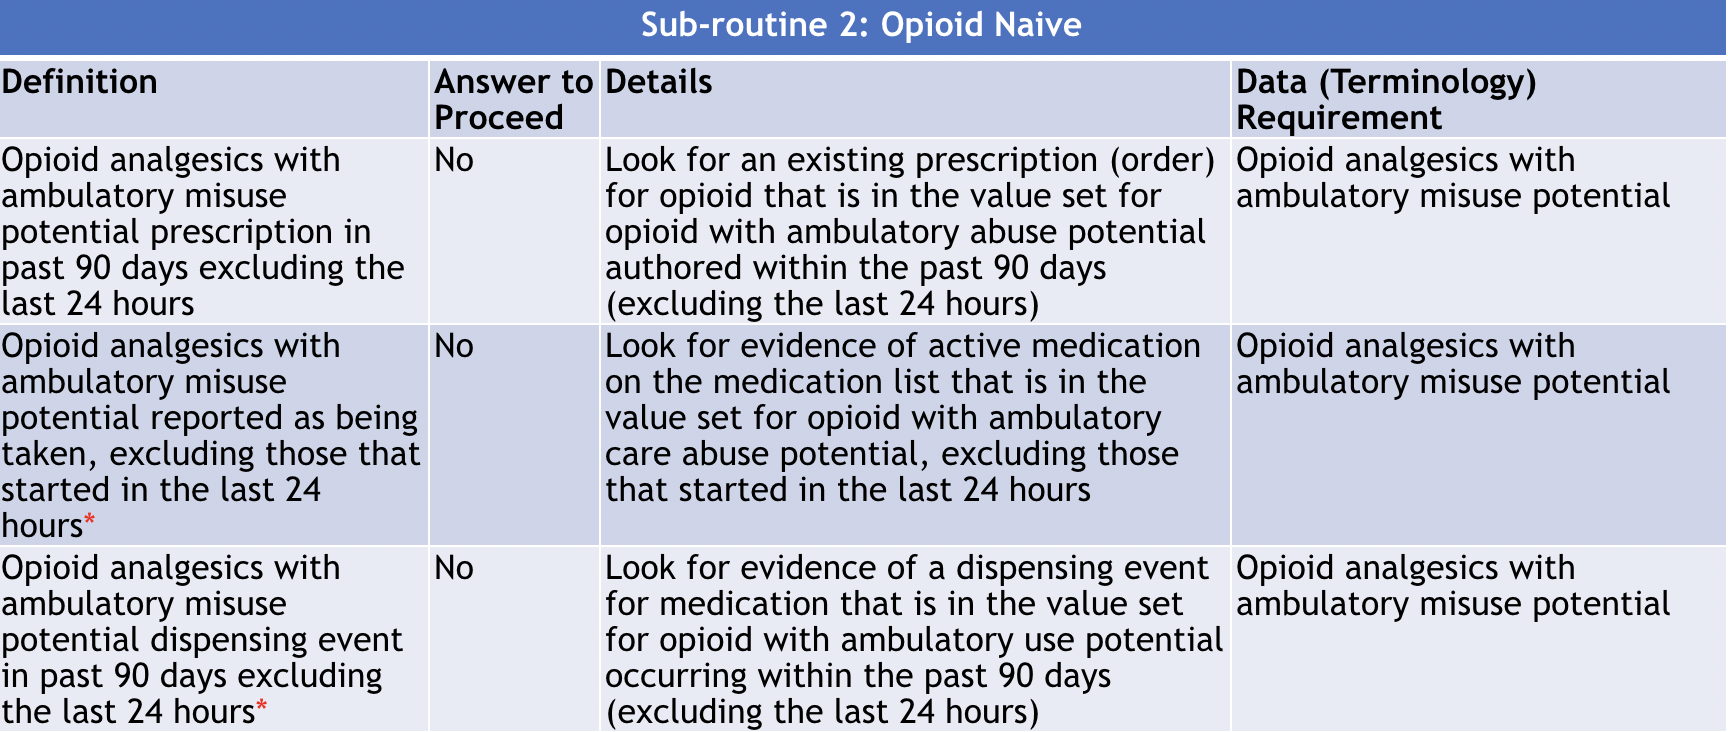 Sub-routine 2: Opioid Naive
Definition
Answer to
Proceed
Details
Data (Terminology)
Requirement
Opioid analgesics with
ambulatory misuse
potential prescription in
past 90 days excluding the
last 24 hours
No
Look for an existing prescription (order)
for opioid that is in the value set for
opioid with ambulatory abuse potential
authored within the past 90 days
(excluding the last 24 hours)
Opioid analgesics with
ambulatory misuse potential
Opioid analgesics with
ambulatory misuse
potential reported as being
taken, excluding those that
started in the last 24
hours*
No
Look for evidence of active medication
on the medication list that is in the
value set for opioid with ambulatory
care abuse potential, excluding those
that started in the last 24 hours
Opioid analgesics with
ambulatory misuse potential
Opioid analgesics with
ambulatory misuse
potential dispensing event
in past 90 days excluding
the last 24 hours*
No
Look for evidence of a dispensing event
for medication that is in the value set
for opioid with ambulatory use potential
occurring within the past 90 days
(excluding the last 24 hours)
Opioid analgesics with
ambulatory misuse potential